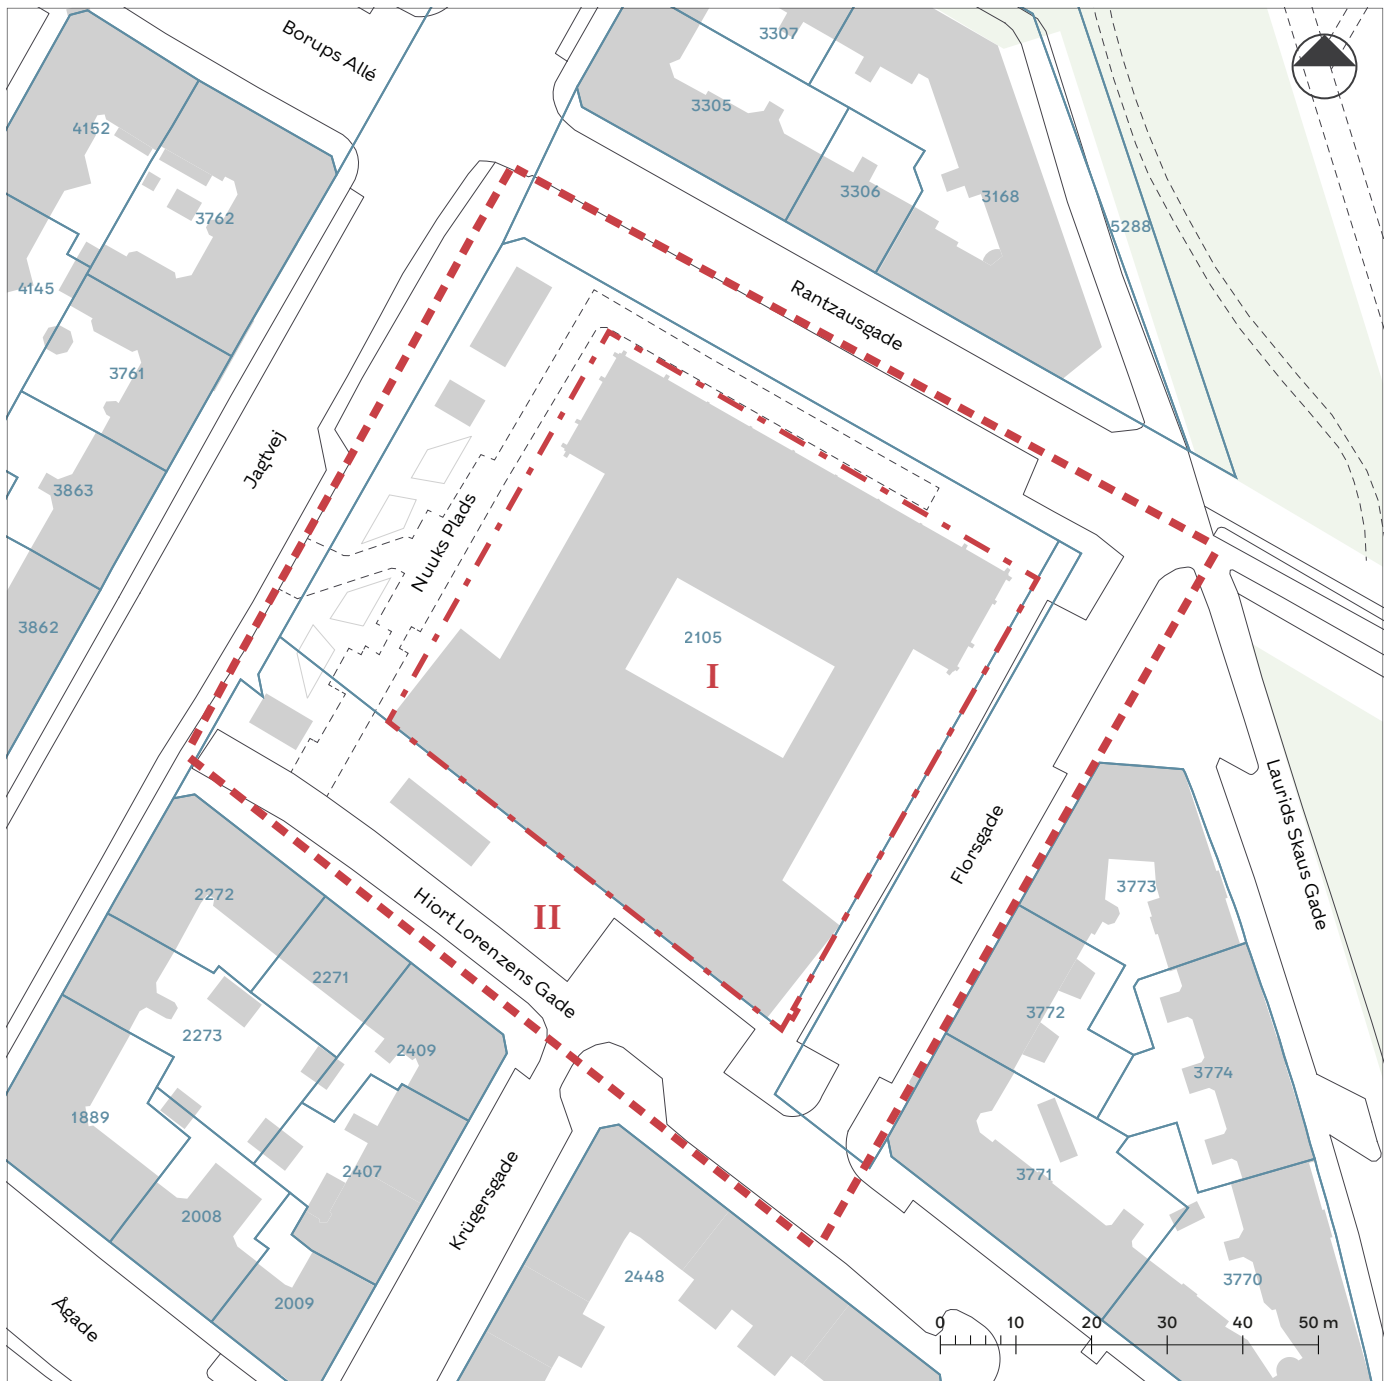 Borups Allé
3307
3305
4152
3306
3168
3762
5288
4145
Rantzausgade
3761
Jagtvej
3863
Nuuks Plads
3862
2105
I
Laurids Skaus Gade
Florsgade
3773
2272
Hiort Lorenzens Gade
II
2271
3772
2273
2409
3774
1889
2407
3771
Krügersgade
2008
2448
3770
2009
Ågade
0 10 20 30 40 50 m